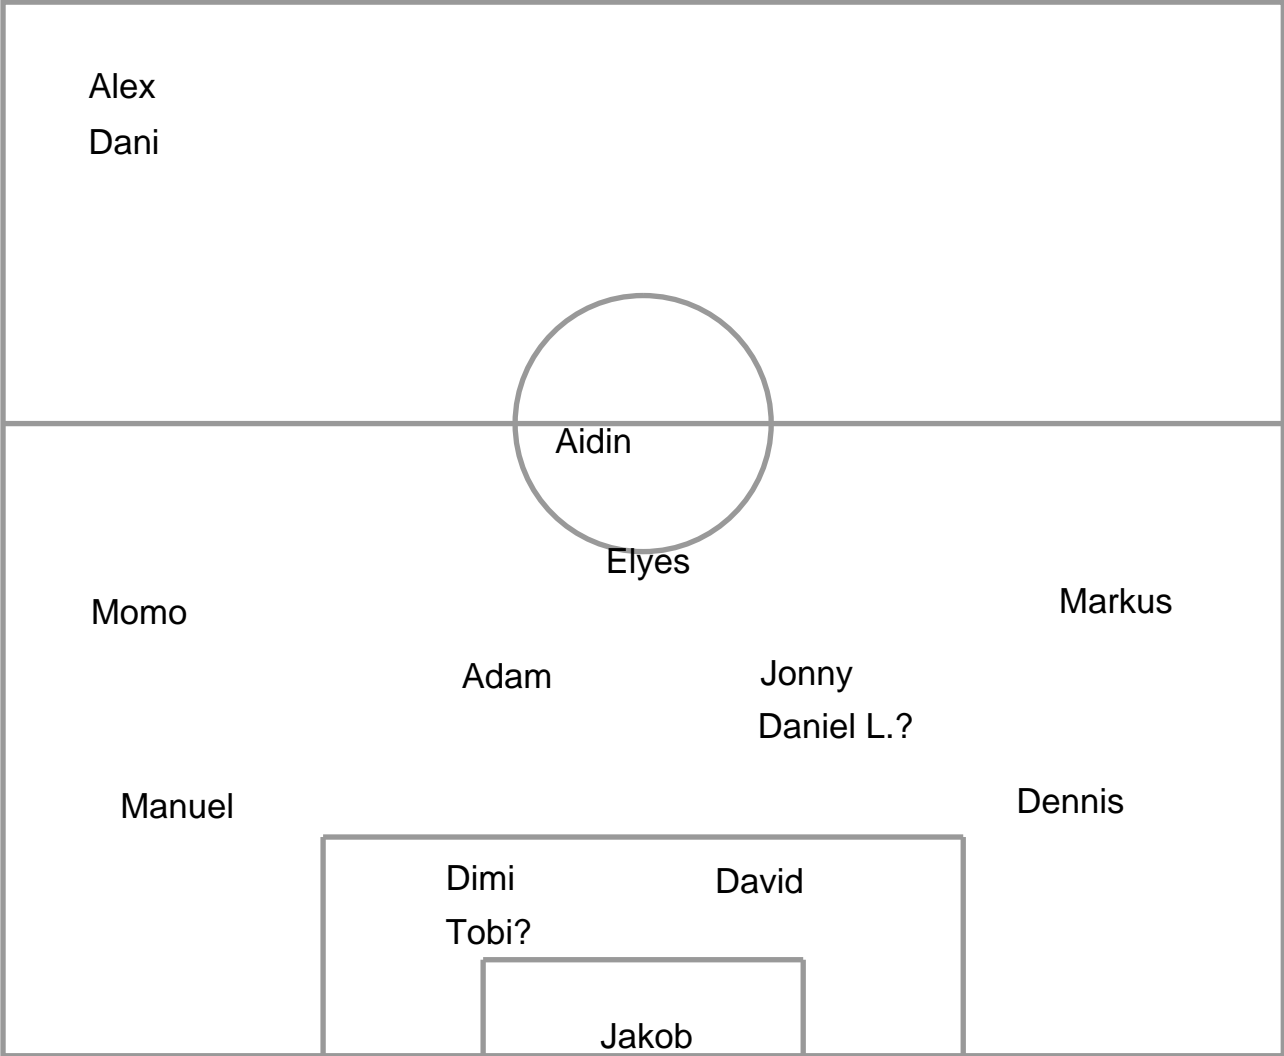 Alex
Dani
Aidin
Elyes
Momo
Markus
Adam
Jonny
Daniel L.?
Manuel
Dennis
Dimi
David
Tobi?
Jakob